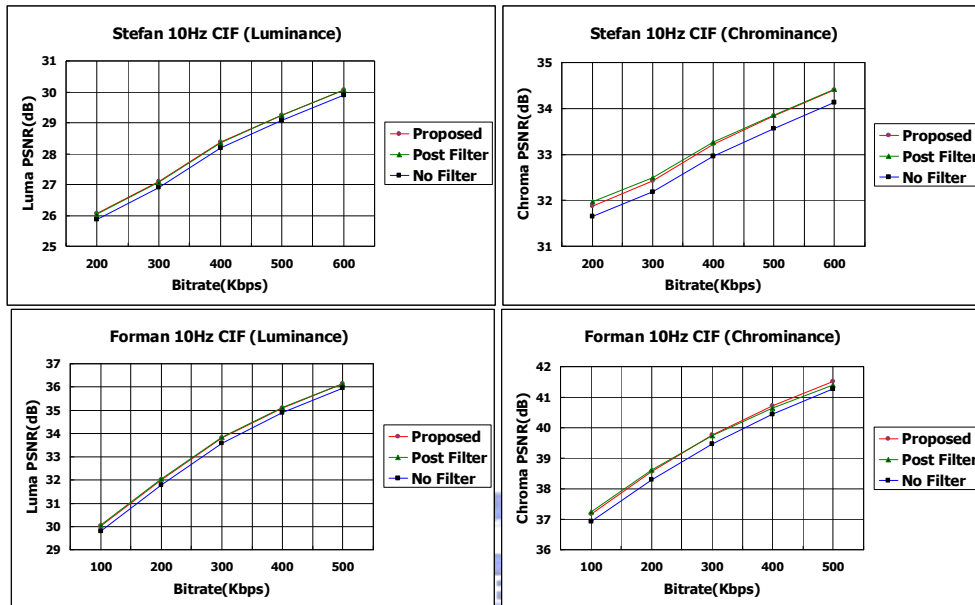 Stefan 10Hz CIF (Luminance)
31
30
29
28
27
26
25
Luma PSNR(dB)
200 300 400 500 600
Bitrate(Kbps)
Proposed
Post Filter
No Filter
Stefan 10Hz CIF (Chrominance)
35
34
33
32
31
Chroma PSNR(dB)
200 300 400 500 600
Bitrate(Kbps)
Proposed
Post Filter
No Filter
Forman 10Hz CIF (Luminance)
37
36
35
34
33
32
31
30
29
Luma PSNR(dB)
100 200 300 400 500
Bitrate(Kbps)
Proposed
Post Filter
No Filter
Forman 10Hz CIF (Chrominance)
42
41
40
39
38
37
36
Chroma PSNR(dB)
100 200 300 400 500
Bitrate(Kbps)
Proposed
Post Filter
No Filter